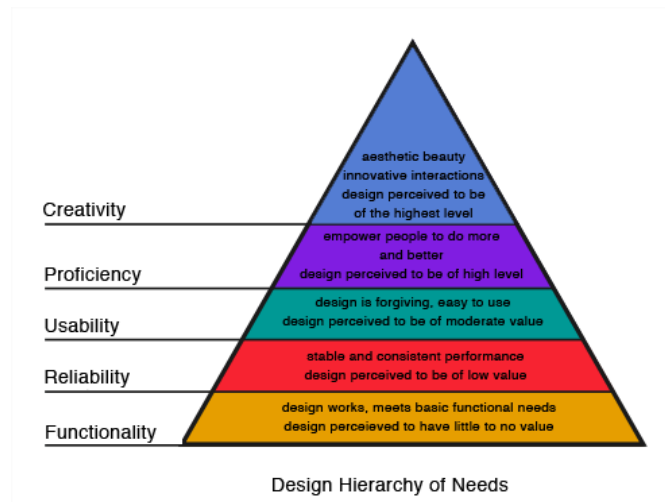 aesthetic beauty
innovative interactions
design perceived to be
of the highest level
Creativity
empower people to do more
and better
design perceived to be of high level
Proficiency
design is forgiving, easy to use
design perceived to be of moderate value
Usability
stable and consistent performance
design perceived to be of low value
Reliability
design works, meets basic functional needs
design perceieved to have little to no value
Functionality
Design Hierarchy of Needs